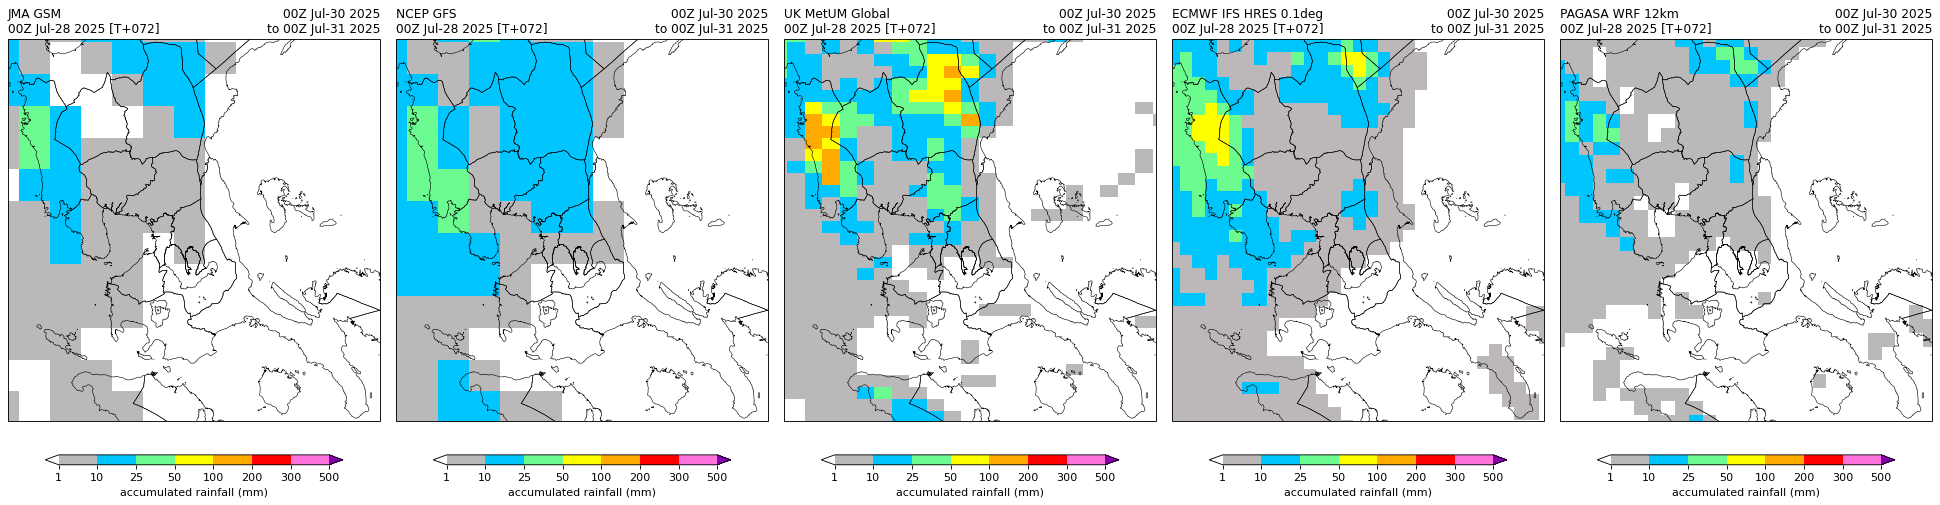 JMA GSM 00Z Jul-30 2025
00Z Jul-28 2025 [T+072] to 00Z Jul-31 2025
NCEP GFS 00Z Jul-30 2025
00Z Jul-28 2025 [T+072] to 00Z Jul-31 2025
UK MetUM Global 00Z Jul-30 2025
00Z Jul-28 2025 [T+072] to 00Z Jul-31 2025
ECMWF IFS HRES 0.1deg 00Z Jul-30 2025
00Z Jul-28 2025 [T+072] to 00Z Jul-31 2025
PAGASA WRF 12km 00Z Jul-30 2025
00Z Jul-28 2025 [T+072] to 00Z Jul-31 2025
1 10 25 50 100 200 300 500
accumulated rainfall (mm)
1 10 25 50 100 200 300 500
accumulated rainfall (mm)
1 10 25 50 100 200 300 500
accumulated rainfall (mm)
1 10 25 50 100 200 300 500
accumulated rainfall (mm)
1 10 25 50 100 200 300 500
accumulated rainfall (mm)